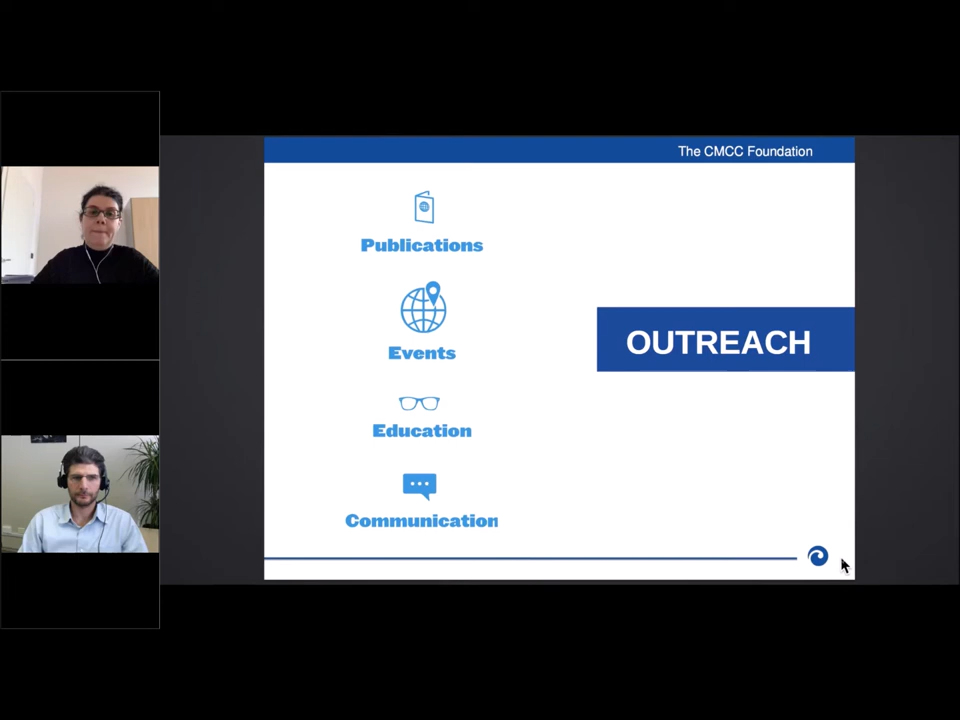 The CMCC Foundation
Publications
Events
OUTREACH
Education
Communication